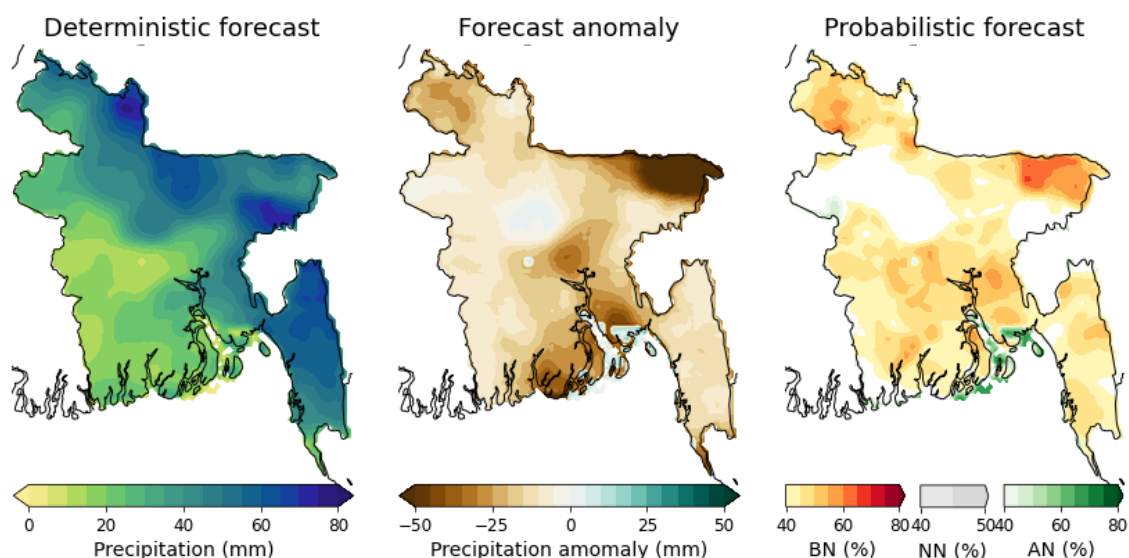 Deterministic forecast
Forecast anomaly
Probabilistic forecast
0 20 40 60 80
Precipitation (mm)
−50 −25 0 25 50
Precipitation amomaly (mm)
40 60 80
BN (%)
40 50
NN (%)
40 60 80
AN (%)